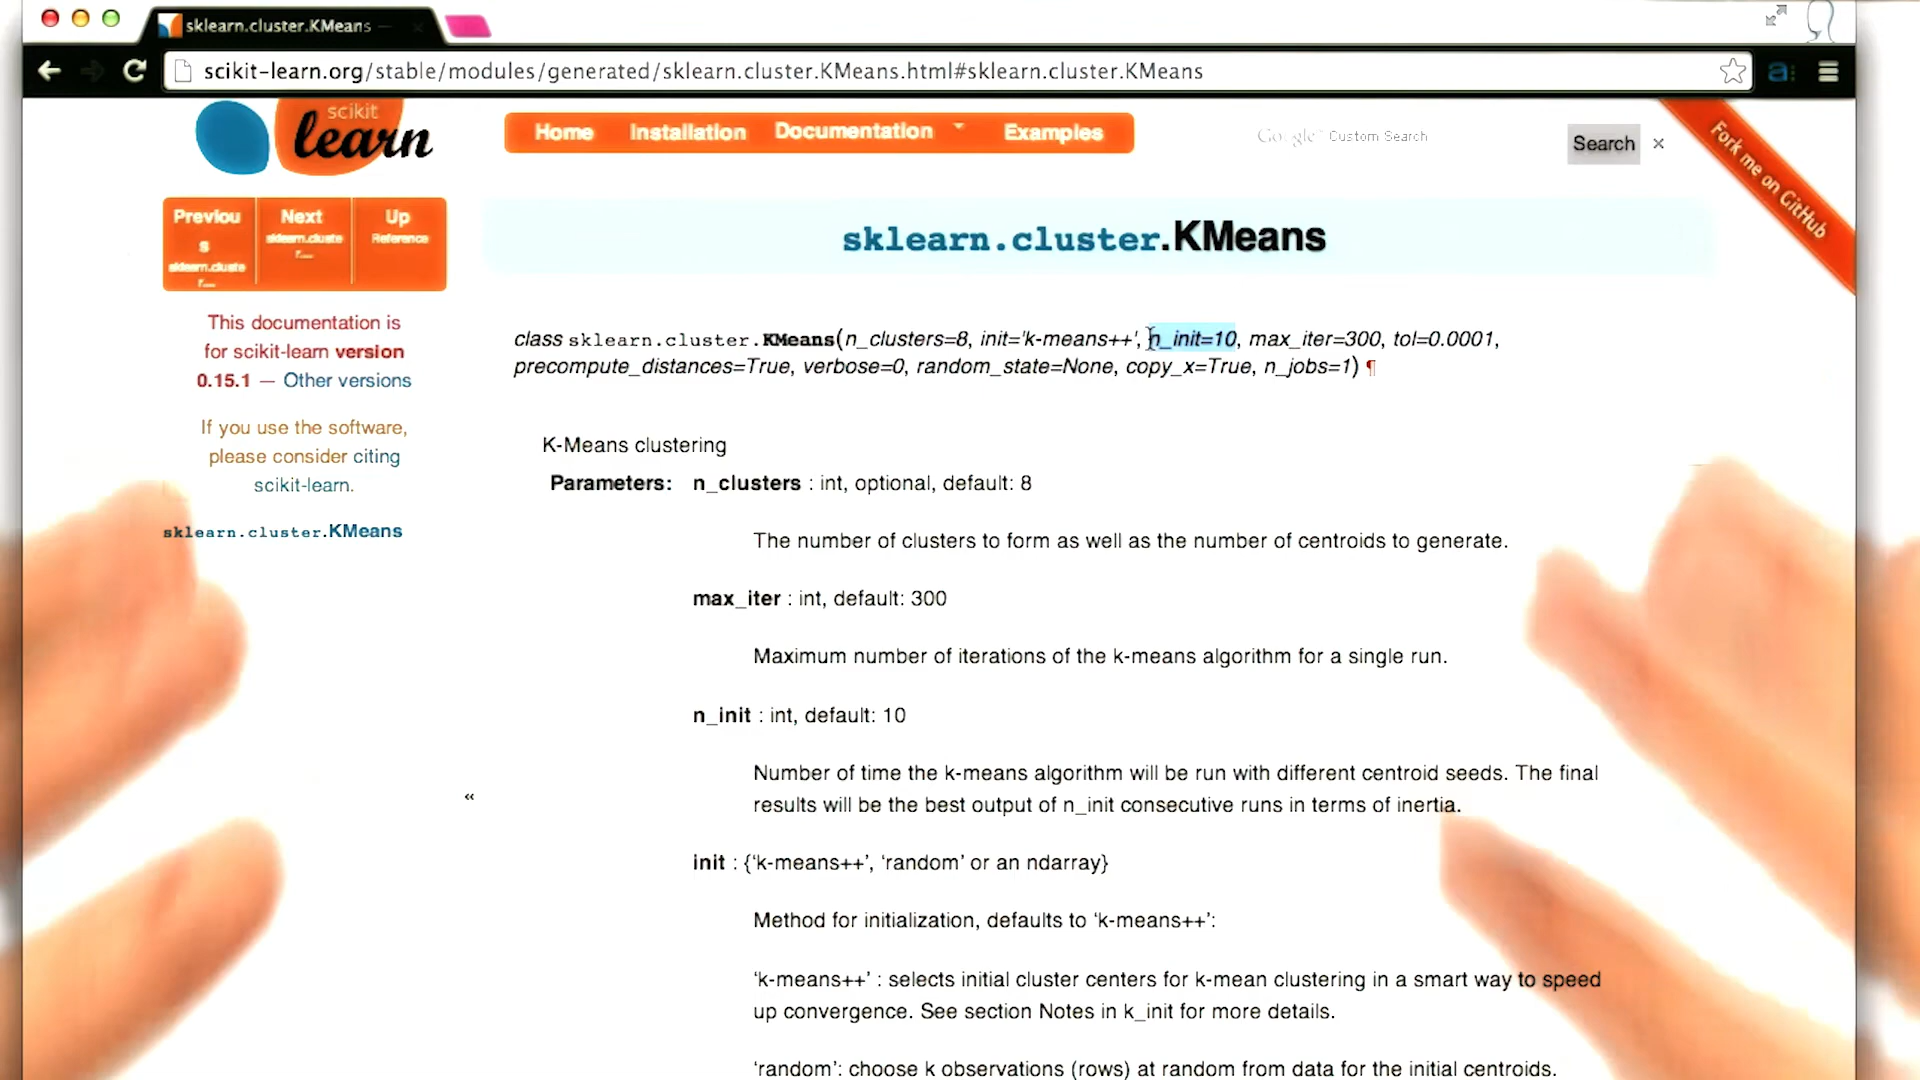 sklearn.cluster.KMeans —
scikit-learn.org/stable/modules/generated/sklearn.cluster.KMeans.html#sklearn.cluster.KMeans
scikit
learn
Home Installation Documentation Examples
Google™ Custom Search
Search ×
Fork me on GitHub
Previou
s
sklearn.cluste
r....
Next
sklearn.cluste
r....
Up
Reference
This documentation is
for scikit-learn version
0.15.1 — Other versions
If you use the software,
please consider citing
scikit-learn.
sklearn.cluster.KMeans
sklearn.cluster.KMeans
class sklearn.cluster.KMeans(n_clusters=8, init='k-means++', n_init=10, max_iter=300, tol=0.0001,
precompute_distances=True, verbose=0, random_state=None, copy_x=True, n_jobs=1) ¶
K-Means clustering
Parameters: n_clusters : int, optional, default: 8
The number of clusters to form as well as the number of centroids to generate.
max_iter : int, default: 300
Maximum number of iterations of the k-means algorithm for a single run.
n_init : int, default: 10
Number of time the k-means algorithm will be run with different centroid seeds. The final
results will be the best output of n_init consecutive runs in terms of inertia.
«
init : {‘k-means++’, ‘random’ or an ndarray}
Method for initialization, defaults to ‘k-means++’:
‘k-means++’ : selects initial cluster centers for k-mean clustering in a smart way to speed
up convergence. See section Notes in k_init for more details.
‘random’: choose k observations (rows) at random from data for the initial centroids.